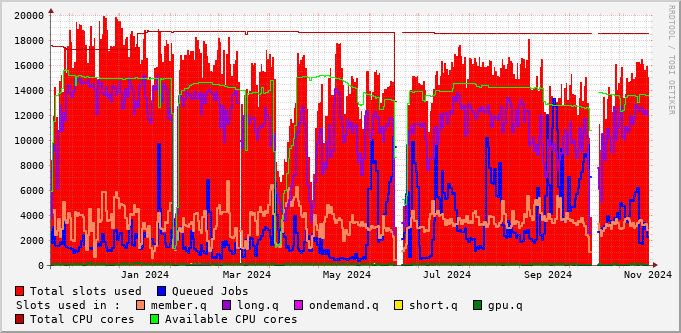 20000
18000
16000
14000
12000
10000
8000
6000
4000
2000
0
Jan 2024 Mar 2024 May 2024 Jul 2024 Sep 2024 Nov 2024
RRDTOOL / TOBI OETIKER
Total slots used Queued Jobs
Slots used in : member.q long.q ondemand.q short.q gpu.q
Total CPU cores Available CPU cores